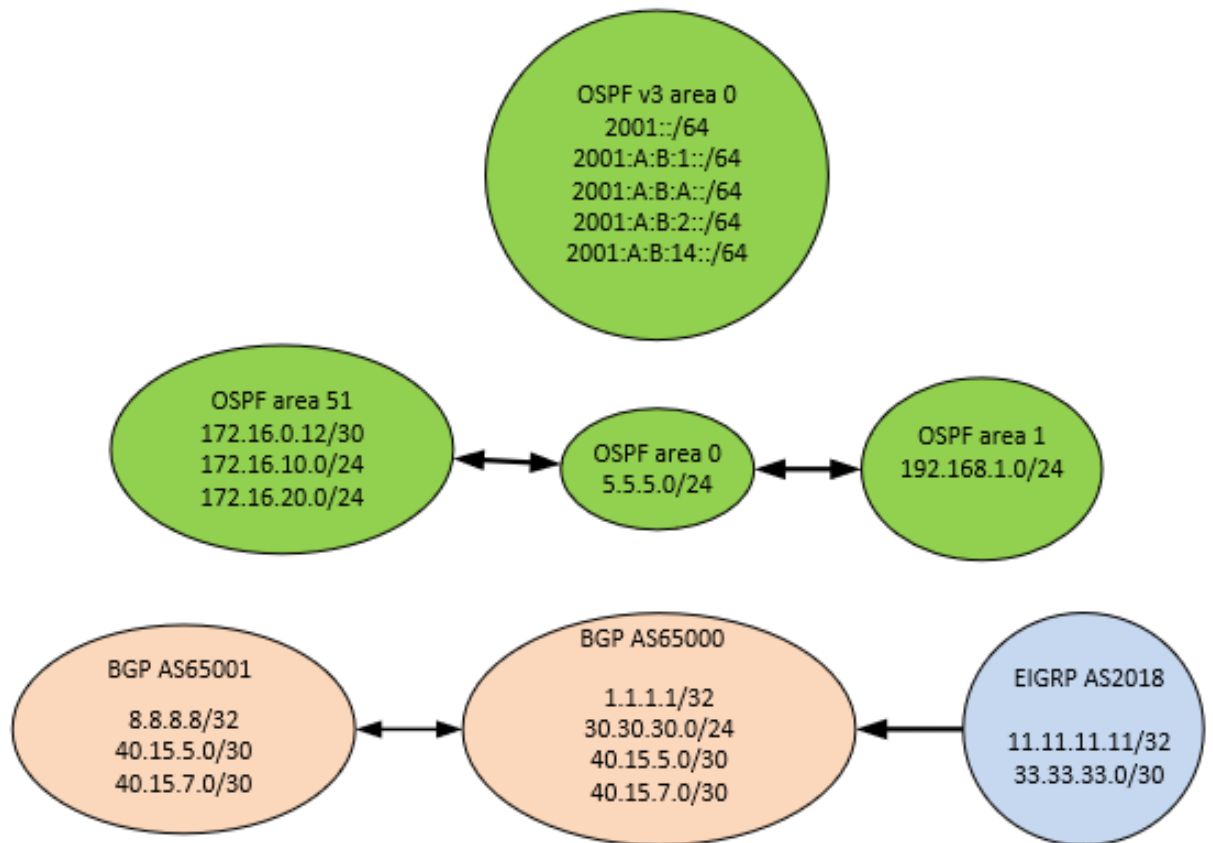 OSPF v3 area 0
2001::/64
2001:A:B:1::/64
2001:A:B:A::/64
2001:A:B:2::/64
2001:A:B:14::/64
OSPF area 51
172.16.0.12/30
172.16.10.0/24
172.16.20.0/24
OSPF area 0
5.5.5.0/24
OSPF area 1
192.168.1.0/24
BGP AS65001
8.8.8.8/32
40.15.5.0/30
40.15.7.0/30
BGP AS65000
1.1.1.1/32
30.30.30.0/24
40.15.5.0/30
40.15.7.0/30
EIGRP AS2018
11.11.11.11/32
33.33.33.0/30